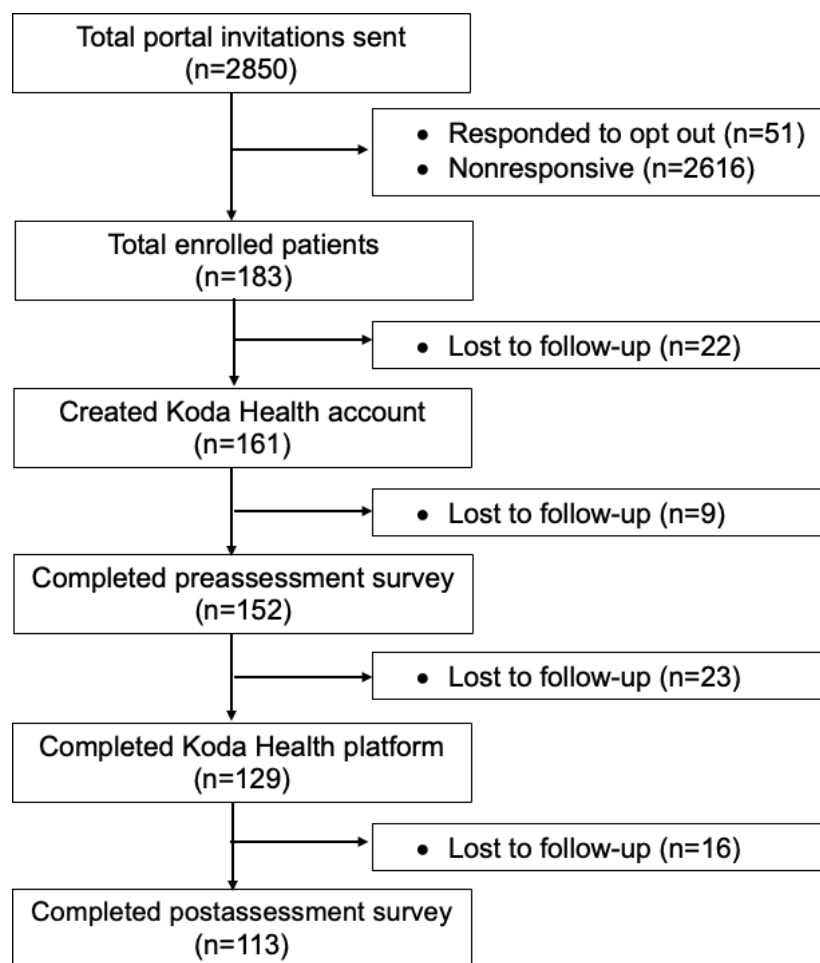 Total portal invitations sent
(n=2850)
• Responded to opt out (n=51)
• Nonresponsive (n=2616)
Total enrolled patients
(n=183)
• Lost to follow-up (n=22)
Created Koda Health account
(n=161)
• Lost to follow-up (n=9)
Completed preassessment survey
(n=152)
• Lost to follow-up (n=23)
Completed Koda Health platform
(n=129)
• Lost to follow-up (n=16)
Completed postassessment survey
(n=113)